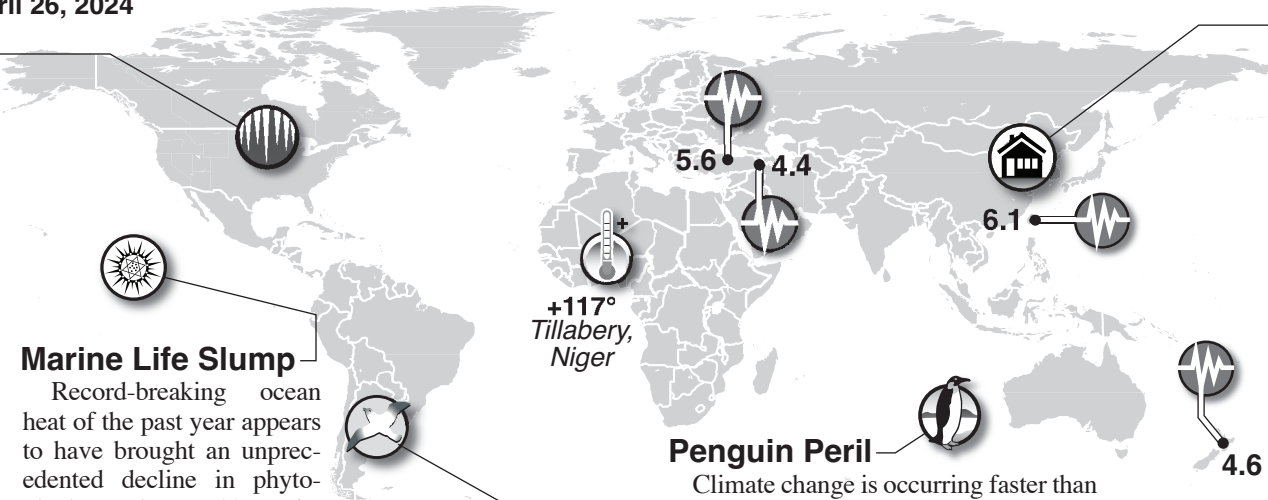 ril 26, 2024
5.6
4.4
6.1
+
+117°
Tillabery,
Niger
Marine Life Slump
Record-breaking ocean
heat of the past year appears
to have brought an unprec-
edented decline in phyto-
Penguin Peril
Climate change is occurring faster than
4.6